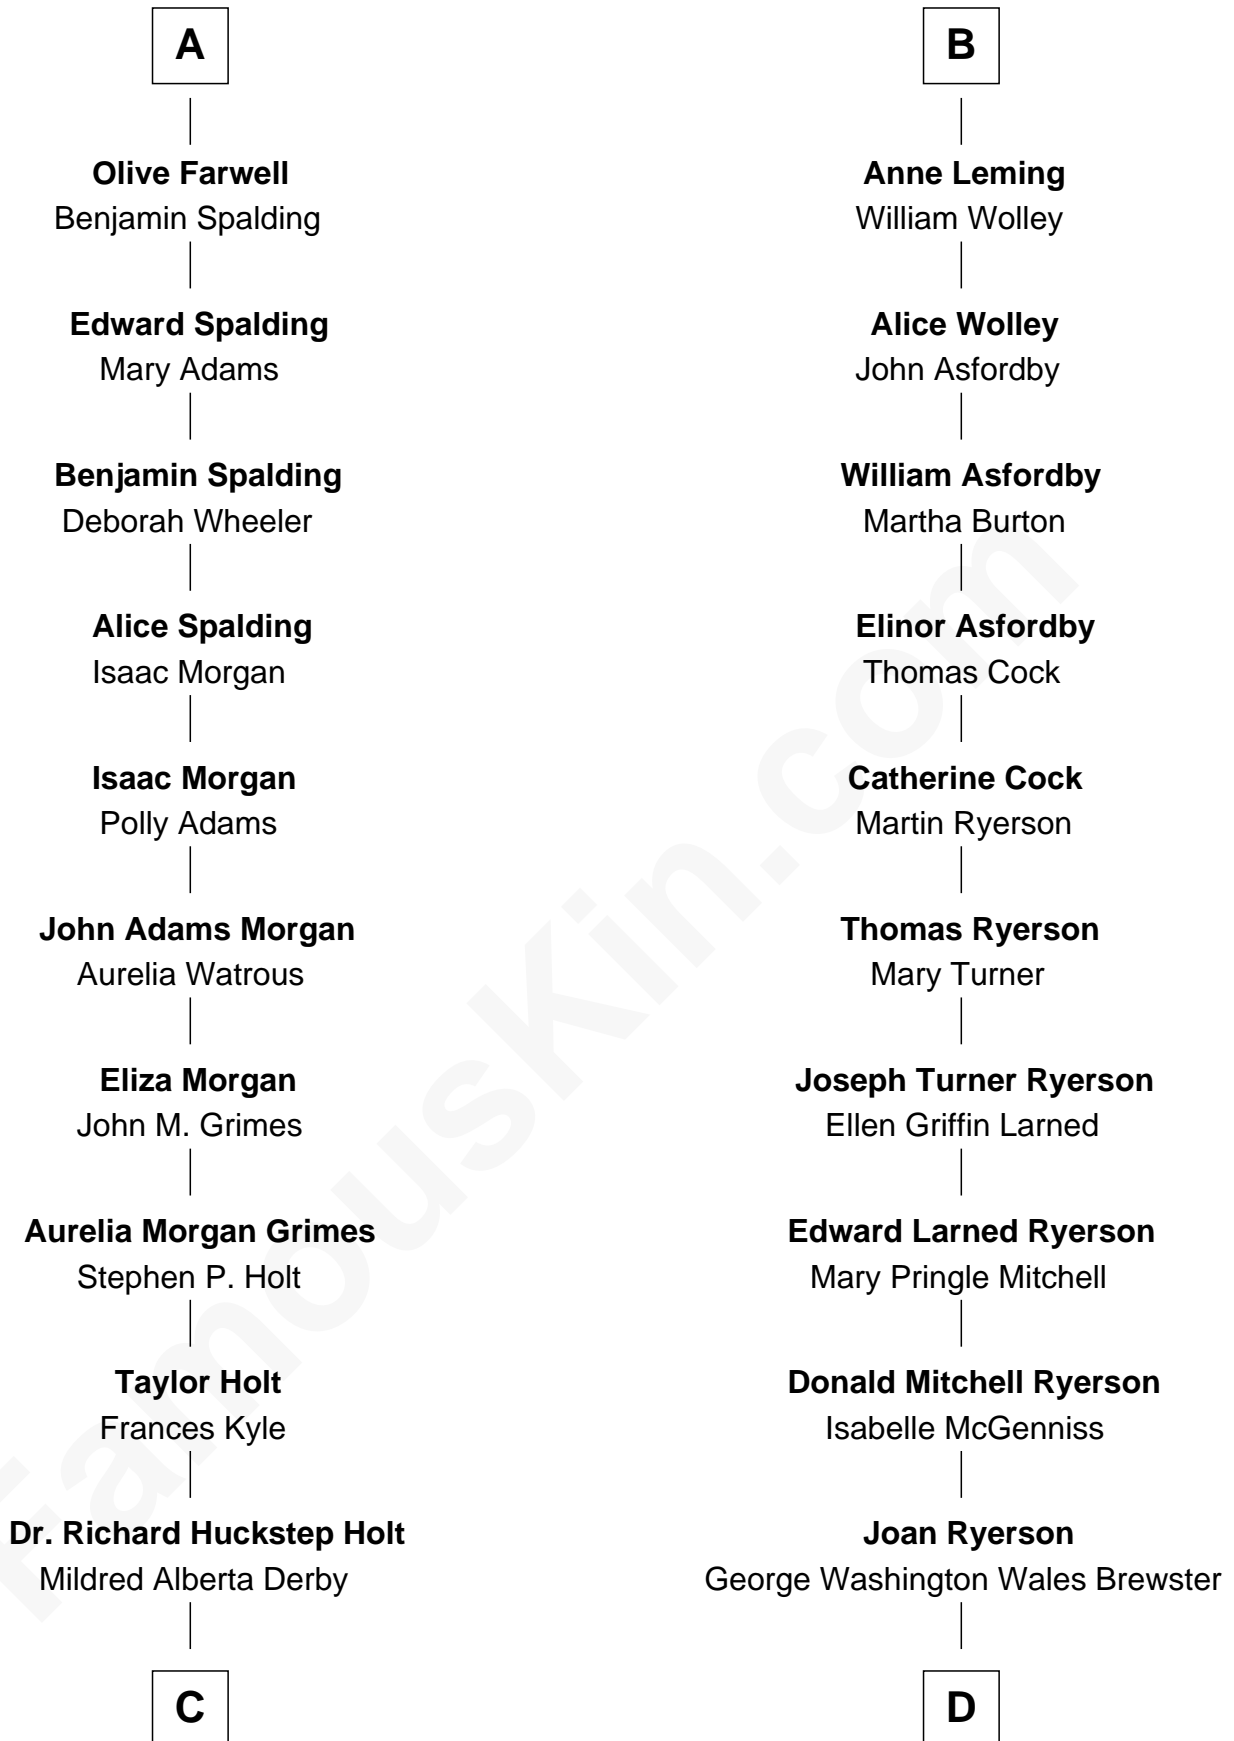 A
Olive Farwell
Benjamin Spalding
Edward Spalding
Mary Adams
Benjamin Spalding
Deborah Wheeler
Alice Spalding
Isaac Morgan
Isaac Morgan
Polly Adams
John Adams Morgan
Aurelia Watrous
Eliza Morgan
John M. Grimes
Aurelia Morgan Grimes
Stephen P. Holt
Taylor Holt
Frances Kyle
Dr. Richard Huckstep Holt
Mildred Alberta Derby
C
B
Anne Leming
William Wolley
Alice Wolley
John Asfordby
William Asfordby
Martha Burton
Elinor Asfordby
Thomas Cock
Catherine Cock
Martin Ryerson
Thomas Ryerson
Mary Turner
Joseph Turner Ryerson
Ellen Griffin Larned
Edward Larned Ryerson
Mary Pringle Mitchell
Donald Mitchell Ryerson
Isabelle McGenniss
Joan Ryerson
George Washington Wales Brewster
D
FamousKin.com